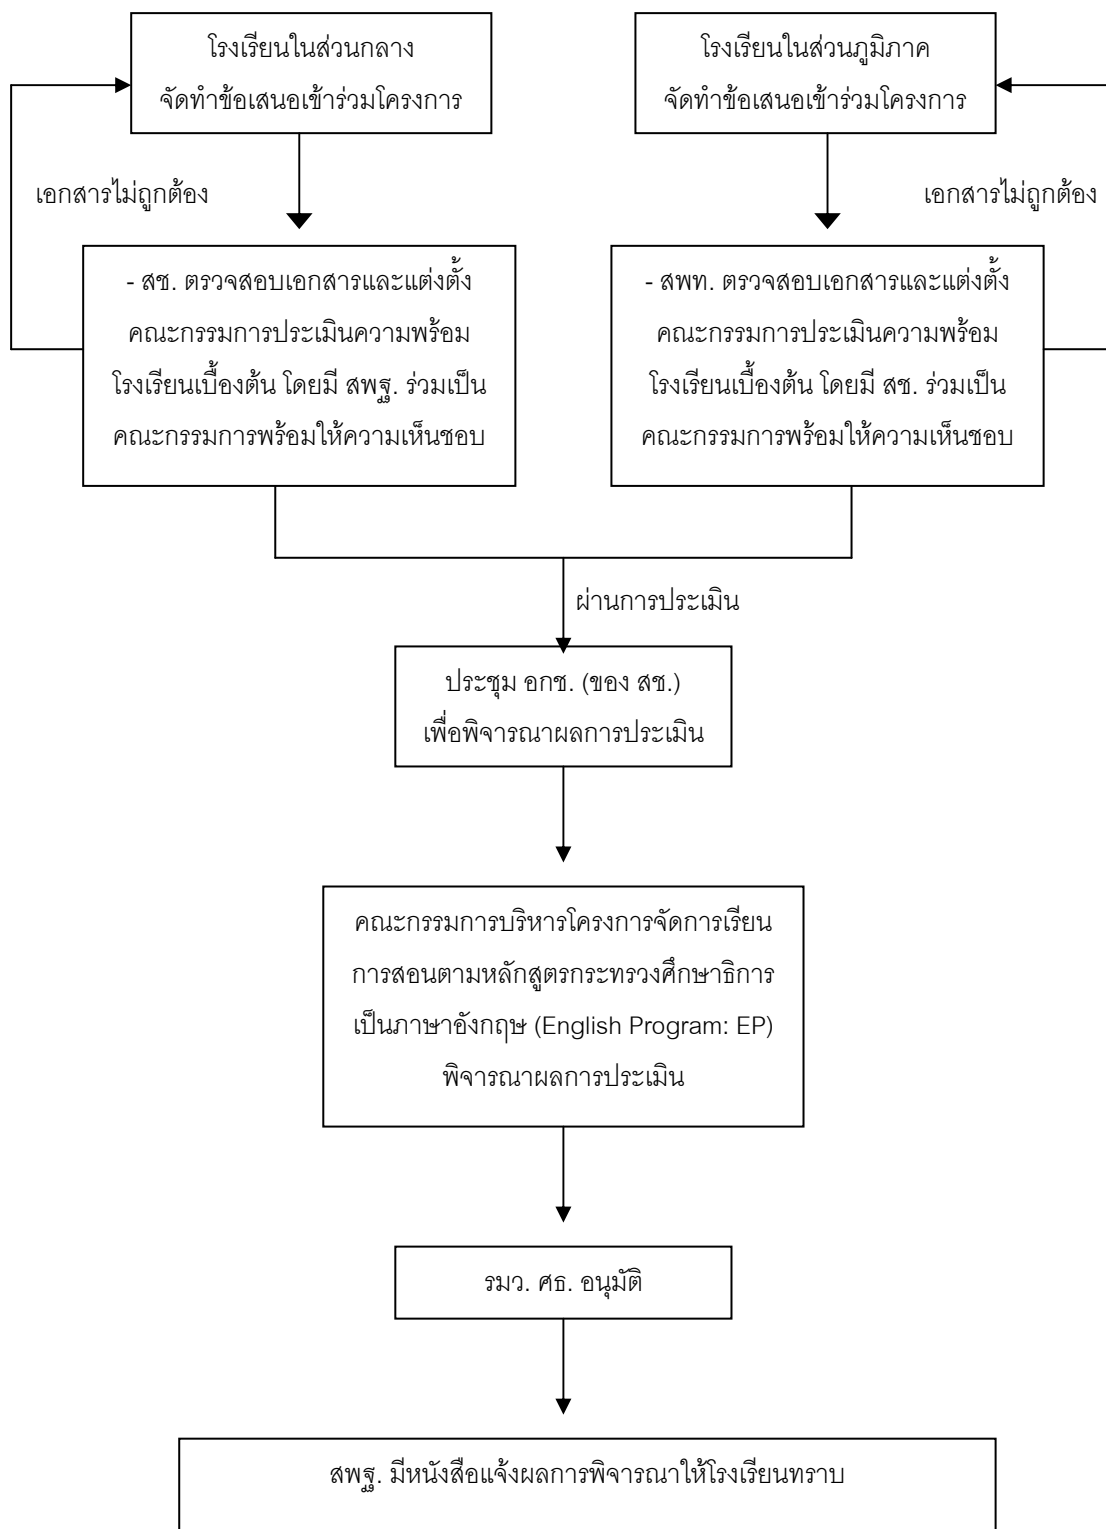 โรงเรียนในส่วนกลาง
จัดทำข้อเสนอเข้าร่วมโครงการ
โรงเรียนในส่วนภูมิภาค
จัดทำข้อเสนอเข้าร่วมโครงการ
เอกสารไม่ถูกต้อง
เอกสารไม่ถูกต้อง
- สช. ตรวจสอบเอกสารและแต่งตั้ง
คณะกรรมการประเมินความพร้อม
โรงเรียนเบื้องต้น โดยมี สพฐ. ร่วมเป็น
คณะกรรมการพร้อมให้ความเห็นชอบ
- สพท. ตรวจสอบเอกสารและแต่งตั้ง
คณะกรรมการประเมินความพร้อม
โรงเรียนเบื้องต้น โดยมี สช. ร่วมเป็น
คณะกรรมการพร้อมให้ความเห็นชอบ
ผ่านการประเมิน
ประชุม อกช. (ของ สช.)
เพื่อพิจารณาผลการประเมิน
คณะกรรมการบริหารโครงการจัดการเรียน
การสอนตามหลักสูตรกระทรวงศึกษาธิการ
เป็นภาษาอังกฤษ (English Program: EP)
พิจารณาผลการประเมิน
รมว. ศธ. อนุมัติ
สพฐ. มีหนังสือแจ้งผลการพิจารณาให้โรงเรียนทราบ